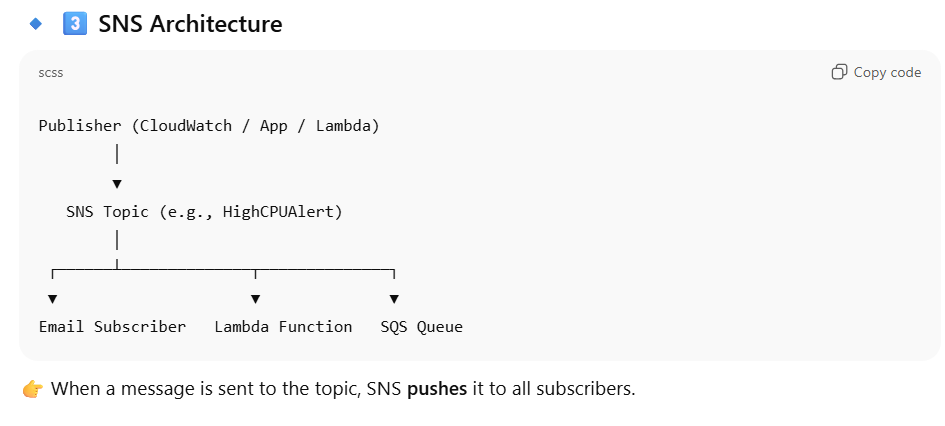 🔹 3️⃣ SNS Architecture
scss
Copy code
Publisher (CloudWatch / App / Lambda)
│
▼
SNS Topic (e.g., HighCPUAlert)
│
┌──────┴──────────────┬──────────────┐
▼ ▼ ▼
Email Subscriber Lambda Function SQS Queue
👉 When a message is sent to the topic, SNS pushes it to all subscribers.